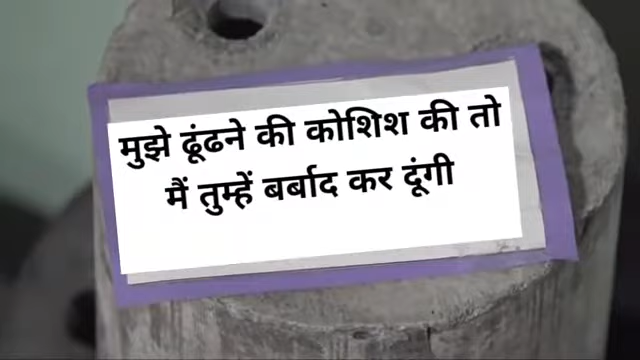 मुझे ढूंढने की कोशिश की तो
मैं तुम्हें बर्बाद कर दूंगी